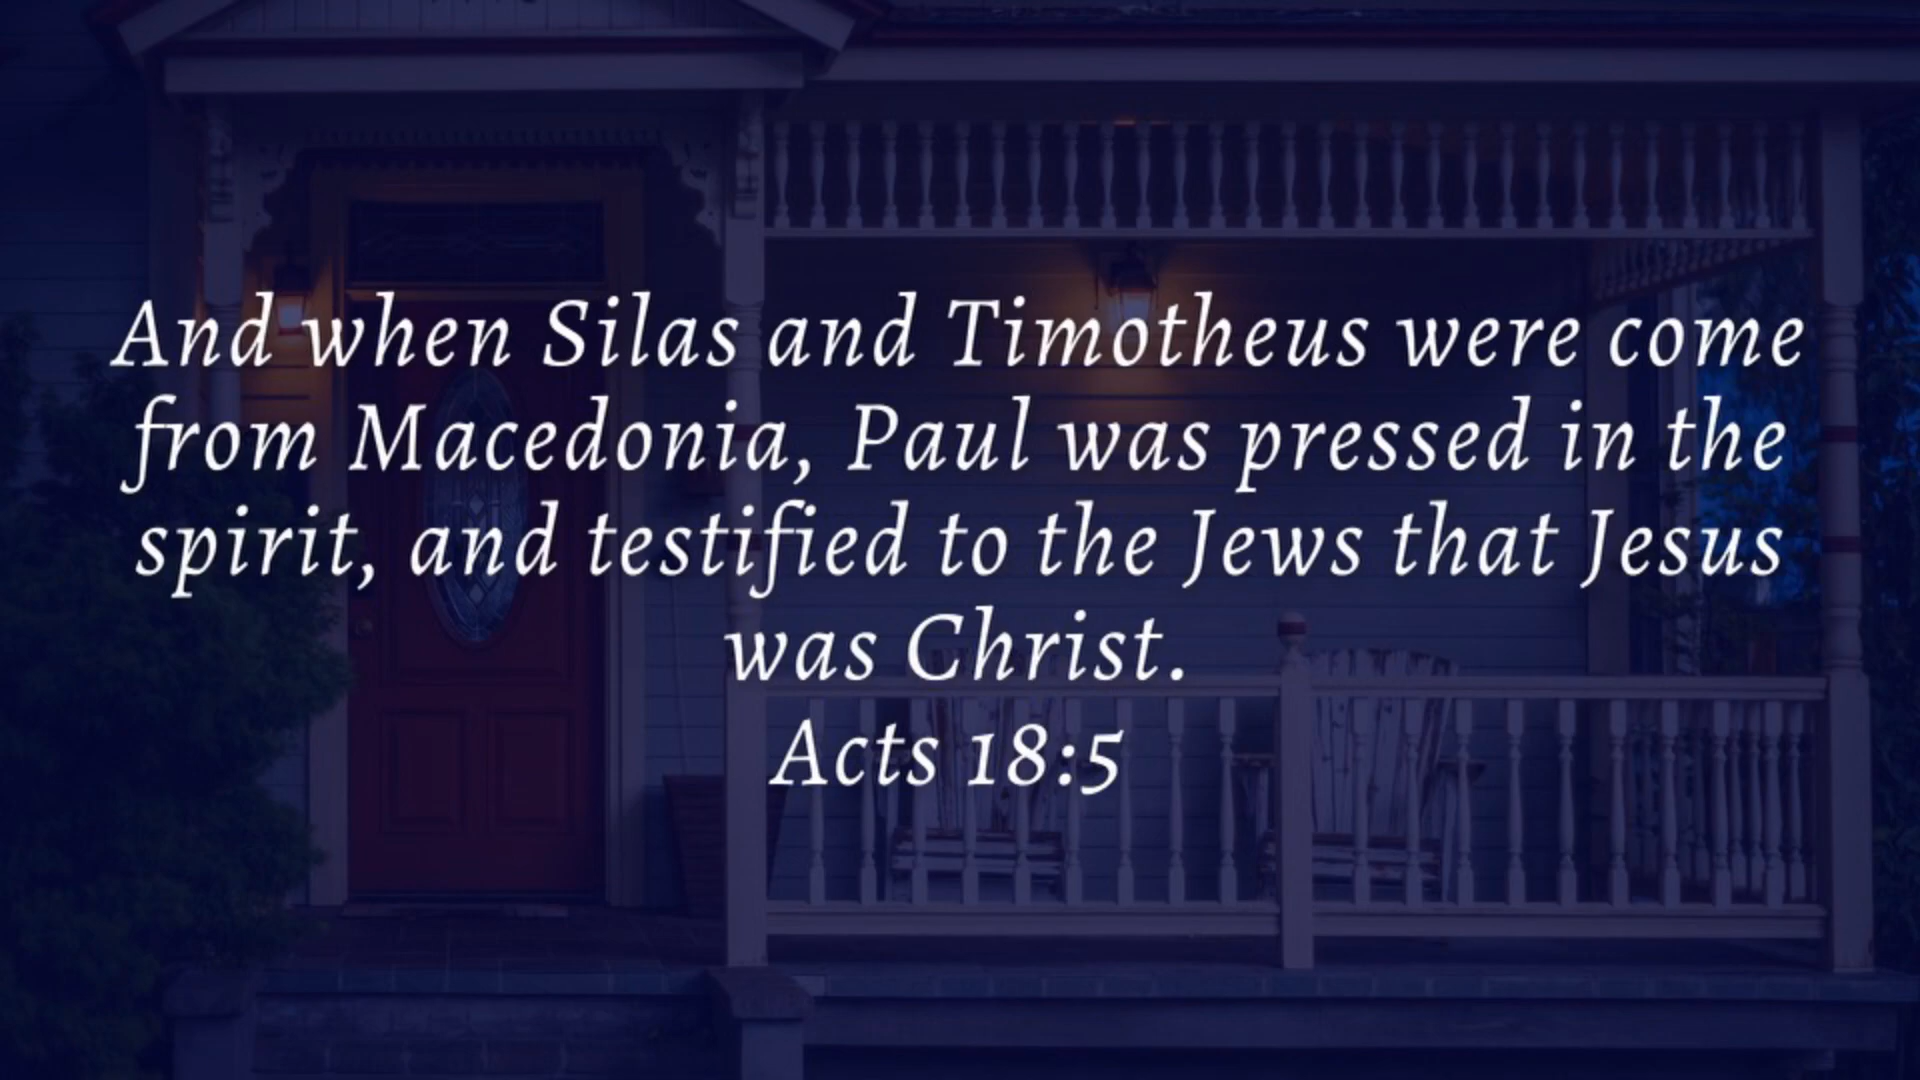 And when Silas and Timotheus were come
from Macedonia, Paul was pressed in the
spirit, and testified to the Jews that Jesus
was Christ.
Acts 18:5